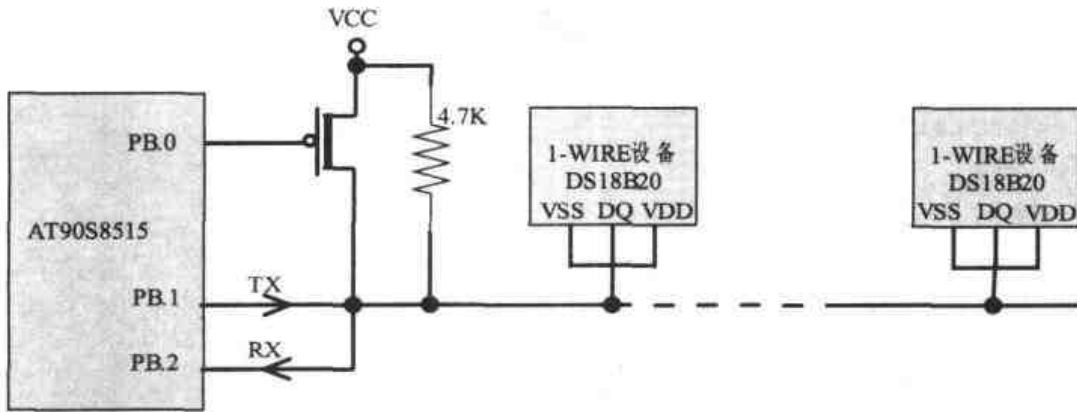 VCC
4.7K
PB.0
AT90S8515
PB.1
TX
PB.2
RX
1-WIRE设备
DS18B20
VSS DQ VDD
1-WIRE设备
DS18B20
VSS DQ VDD